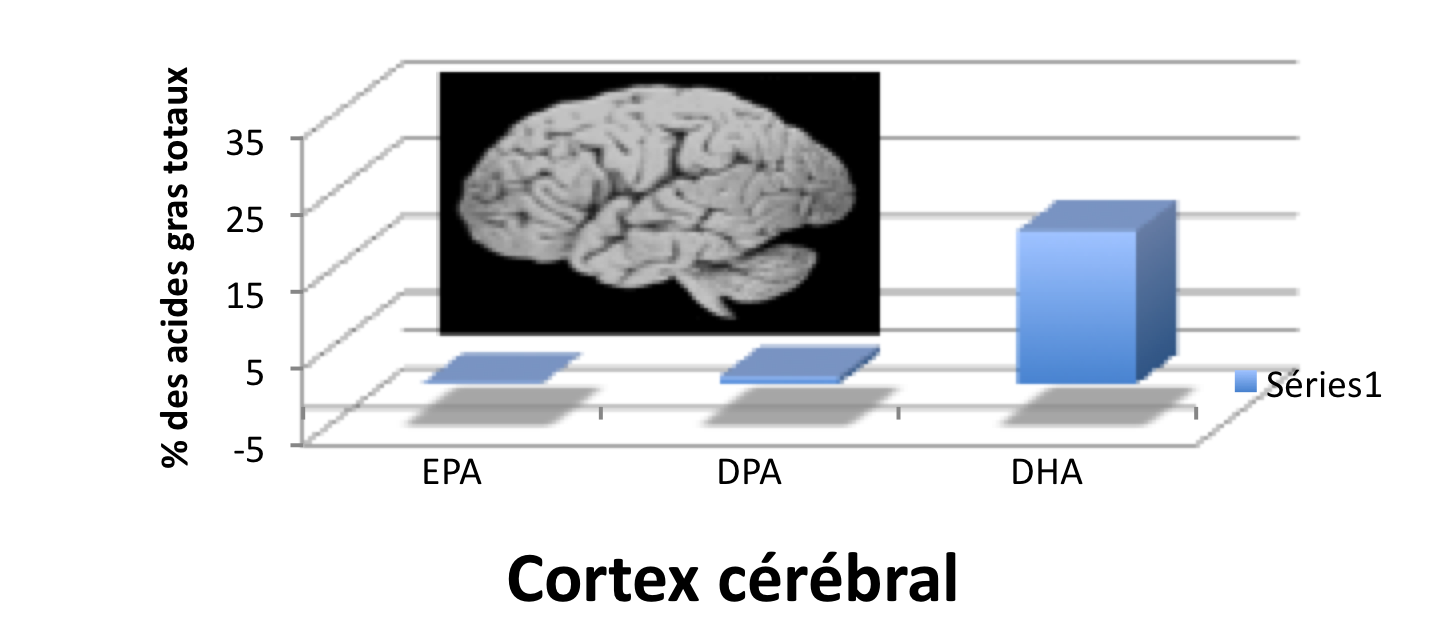 % des acides gras totaux
35
25
15
5
-5
EPA DPA DHA
Séries1
Cortex cérébral